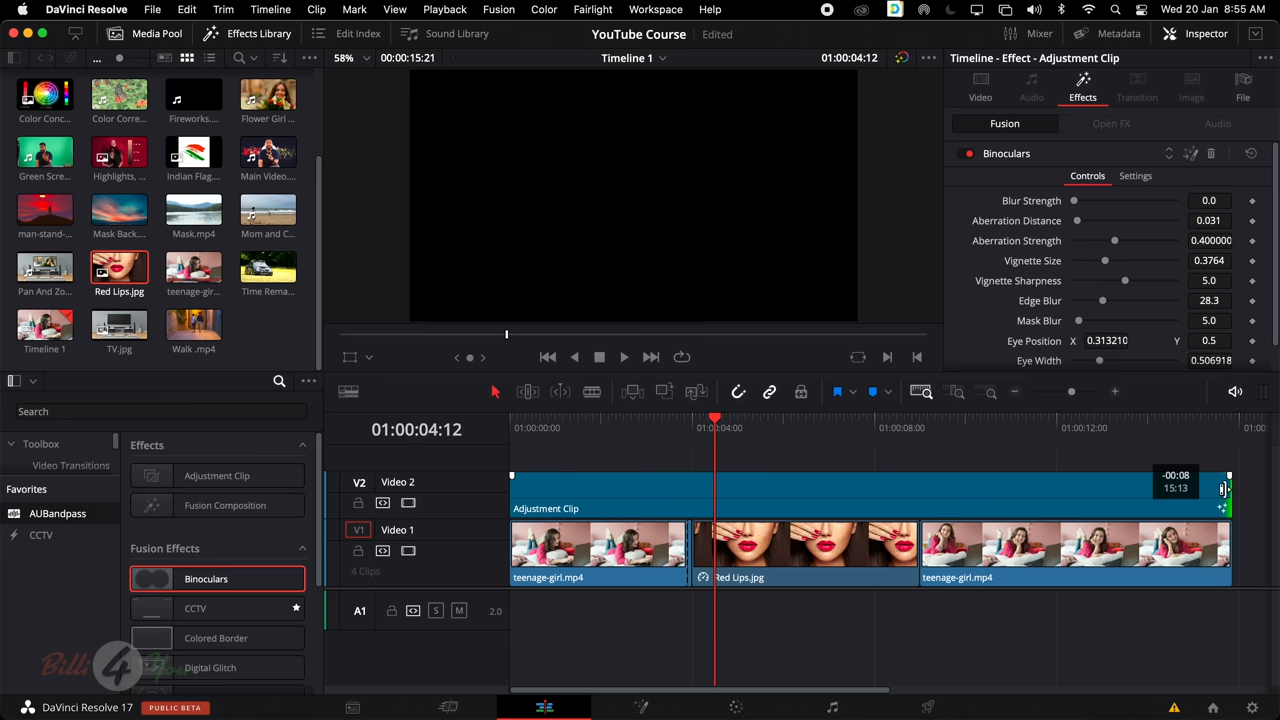 DaVinci Resolve File Edit Trim Timeline Clip Mark View Playback Fusion Color Fairlight Workspace Help Wed 20 Jan 8:55 AM
Media Pool Effects Library Edit Index Sound Library YouTube Course Edited Mixer Metadata Inspector
... 58% 00:00:15:21 Timeline 1 01:00:04:12 Timeline - Effect - Adjustment Clip
Video Audio Effects Transition Image File
Color Conc... Color Corre... Fireworks.... Flower Girl ...
Fusion Open FX Audio
Binoculars
Green Scre... Highlights, ... Indian Flag.... Main Video....
Controls Settings
Blur Strength 0.0
Aberration Distance 0.031
man-stand-... Mask Back.... Mask.mp4 Mom and C...
Aberration Strength 0.400000
Vignette Size 0.3764
Vignette Sharpness 5.0
Pan And Zo... Red Lips.jpg teenage-gir... TIme Rema...
Edge Blur 28.3
Mask Blur 5.0
Eye Position X 0.313210 Y 0.5
Timeline 1 TV.jpg Walk .mp4
Eye Width 0.506918
Search
01:00:04:12
01:00:00:00 01:00:04:00 01:00:08:00 01:00:12:00 01:00:
Toolbox
Video Transitions
Favorites
AUBandpass
CCTV
Effects
Adjustment Clip
Fusion Composition
Fusion Effects
Binoculars
CCTV
Colored Border
Digital Glitch
V2 Video 2
-00:08
15:13
Adjustment Clip
V1 Video 1
4 Clips
teenage-girl.mp4 Red Lips.jpg teenage-girl.mp4
A1 S M 2.0
Billi 4 You
DaVinci Resolve 17 PUBLIC BETA